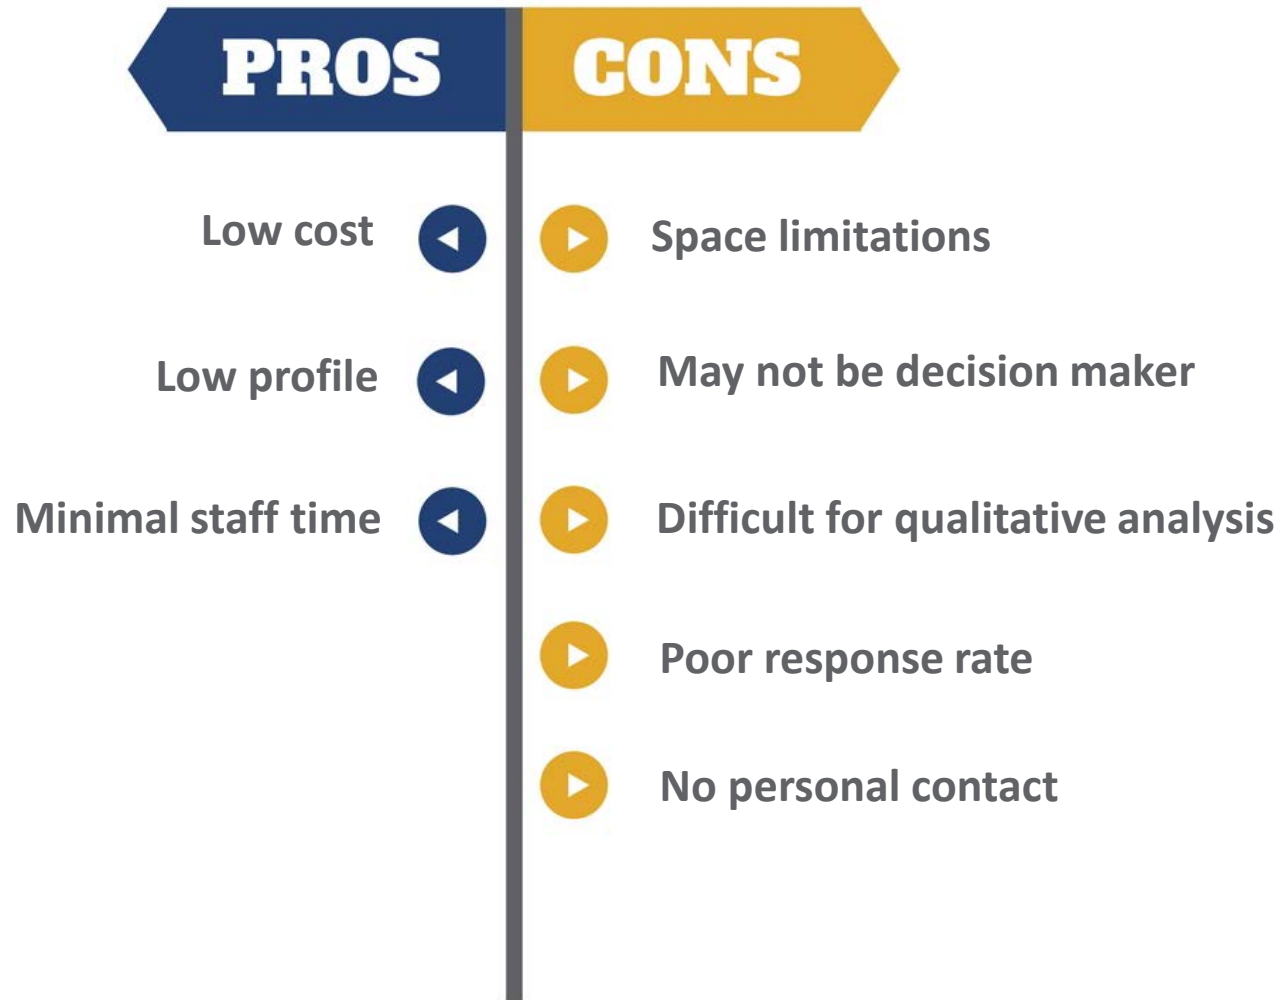 PROS
CONS
Low cost
Low profile
Minimal staff time
Space limitations
May not be decision maker
Difficult for qualitative analysis
Poor response rate
No personal contact